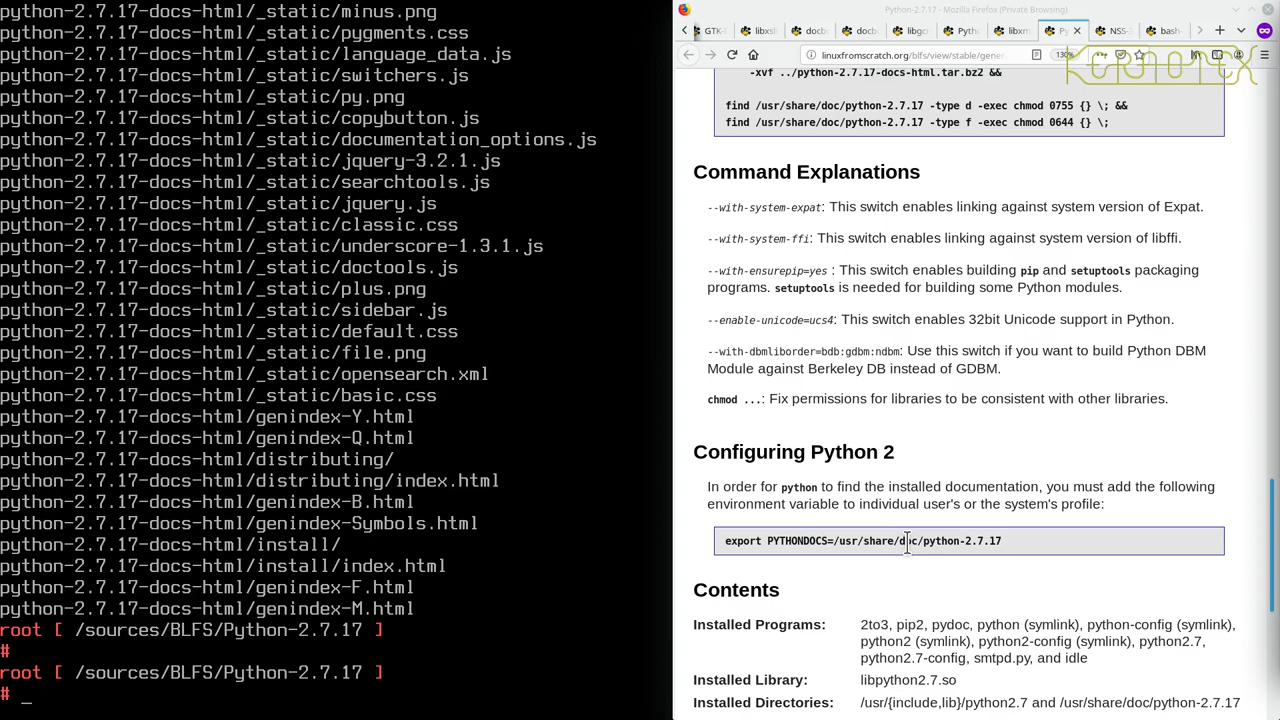 python-2.7.17-docs-html/_static/minus.png
python-2.7.17-docs-html/_static/pygments.css
python-2.7.17-docs-html/_static/language_data.js
python-2.7.17-docs-html/_static/switchers.js
python-2.7.17-docs-html/_static/py.png
python-2.7.17-docs-html/_static/copybutton.js
python-2.7.17-docs-html/_static/documentation_options.js
python-2.7.17-docs-html/_static/jquery-3.2.1.js
python-2.7.17-docs-html/_static/searchtools.js
python-2.7.17-docs-html/_static/jquery.js
python-2.7.17-docs-html/_static/classic.css
python-2.7.17-docs-html/_static/underscore-1.3.1.js
python-2.7.17-docs-html/_static/doctools.js
python-2.7.17-docs-html/_static/plus.png
python-2.7.17-docs-html/_static/sidebar.js
python-2.7.17-docs-html/_static/default.css
python-2.7.17-docs-html/_static/file.png
python-2.7.17-docs-html/_static/opensearch.xml
python-2.7.17-docs-html/_static/basic.css
python-2.7.17-docs-html/genindex-Y.html
python-2.7.17-docs-html/genindex-Q.html
python-2.7.17-docs-html/distributing/
python-2.7.17-docs-html/distributing/index.html
python-2.7.17-docs-html/genindex-B.html
python-2.7.17-docs-html/genindex-Symbols.html
python-2.7.17-docs-html/install/
python-2.7.17-docs-html/install/index.html
python-2.7.17-docs-html/genindex-F.html
python-2.7.17-docs-html/genindex-M.html
root [ /sources/BLFS/Python-2.7.17 ]
#
root [ /sources/BLFS/Python-2.7.17 ]
# _
Python-2.7.17 - Mozilla Firefox (Private Browsing)
GTK- libxsl docb docb libgc Pyth libxm Py NSS- bash-
linuxfromscratch.org/blfs/view/stable/gener 130%
-xvf ../python-2.7.17-docs-html.tar.bz2 &&
find /usr/share/doc/python-2.7.17 -type d -exec chmod 0755 {} \; &&
find /usr/share/doc/python-2.7.17 -type f -exec chmod 0644 {} \;
Command Explanations
--with-system-expat: This switch enables linking against system version of Expat.
--with-system-ffi: This switch enables linking against system version of libffi.
--with-ensurepip=yes : This switch enables building pip and setuptools packaging
programs. setuptools is needed for building some Python modules.
--enable-unicode=ucs4: This switch enables 32bit Unicode support in Python.
--with-dbmliborder=bdb:gdbm:ndbm: Use this switch if you want to build Python DBM
Module against Berkeley DB instead of GDBM.
chmod ...: Fix permissions for libraries to be consistent with other libraries.
Configuring Python 2
In order for python to find the installed documentation, you must add the following
environment variable to individual user's or the system's profile:
export PYTHONDOCS=/usr/share/doc/python-2.7.17
Contents
Installed Programs: 2to3, pip2, pydoc, python (symlink), python-config (symlink),
python2 (symlink), python2-config (symlink), python2.7,
python2.7-config, smtpd.py, and idle
Installed Library: libpython2.7.so
Installed Directories: /usr/{include,lib}/python2.7 and /usr/share/doc/python-2.7.17